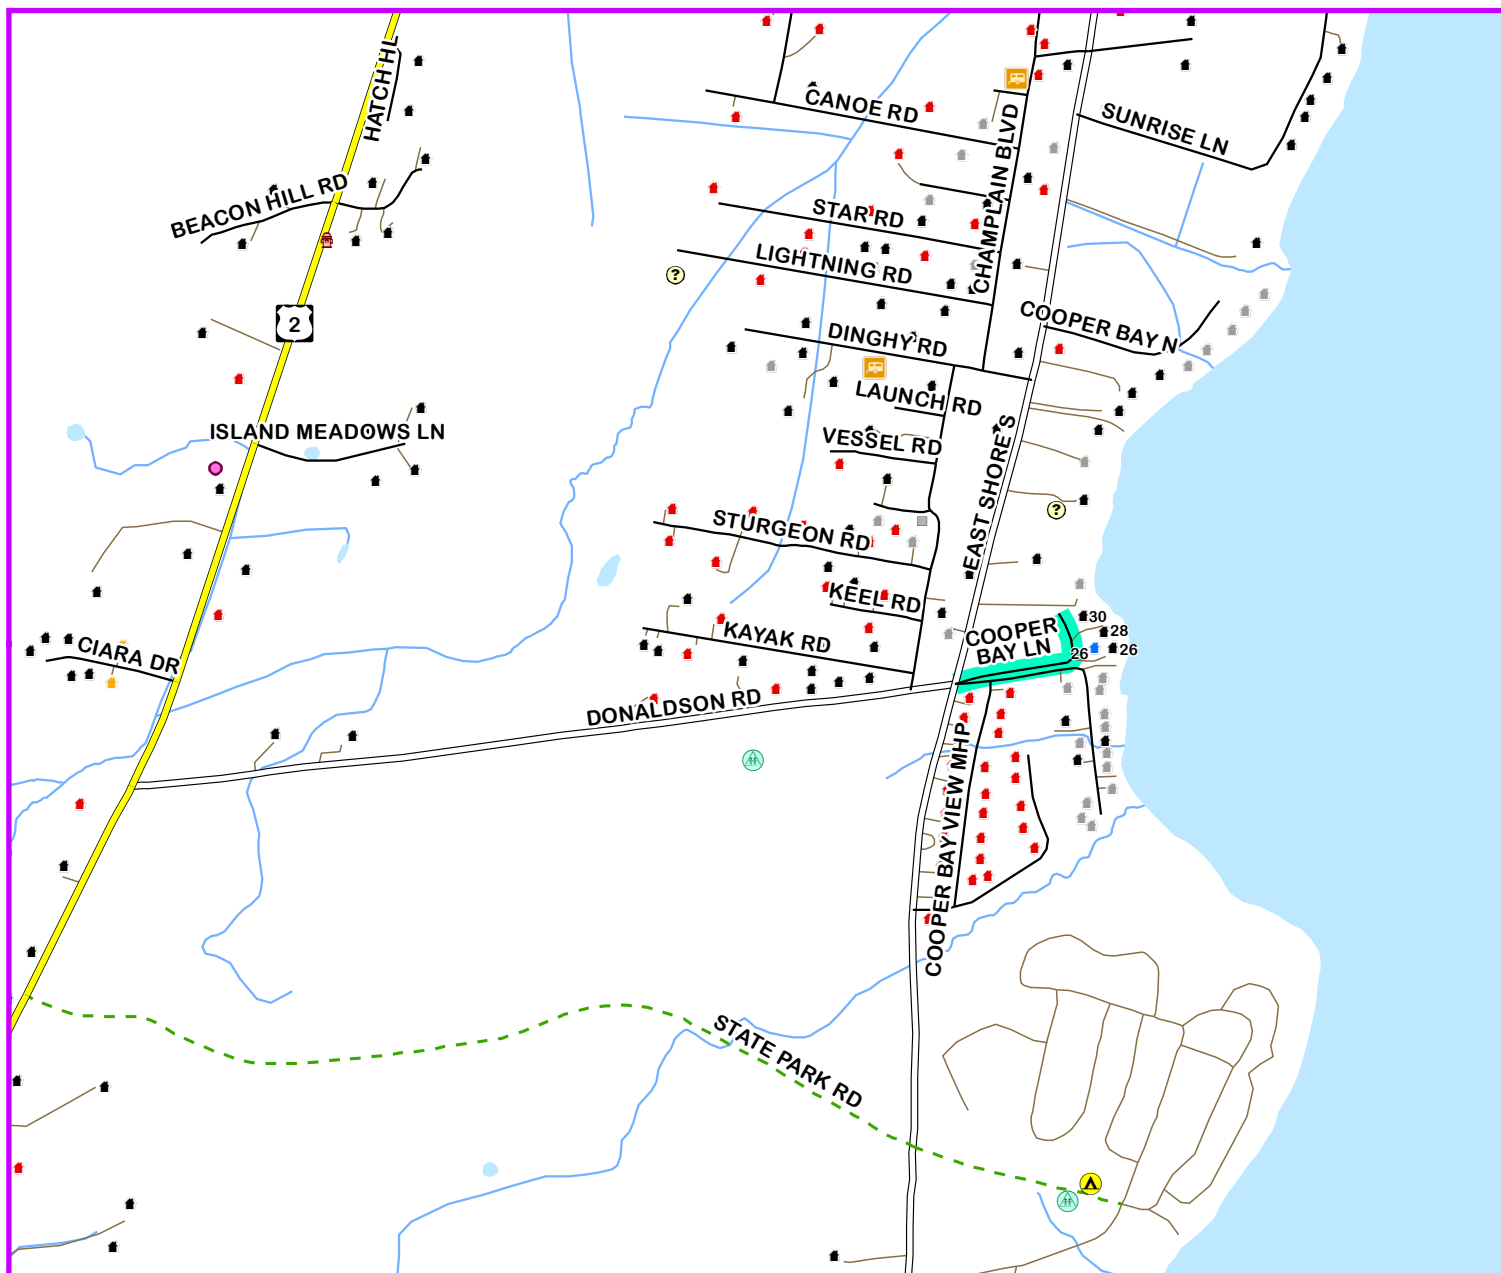 HATCH HL
CANOE RD
SUNRISE LN
CHAMPLAIN BLVD
BEACON HILL RD
STAR RD
LIGHTNING RD
?
2
COOPER BAY N
DINGHY RD
LAUNCH RD
ISLAND MEADOWS LN
VESSEL RD
EAST SHORE S
?
STURGEON RD
KEEL RD
30
KAYAK RD
COOPER
BAY LN
28
26
26
CIARA DR
DONALDSON RD
COOPER BAY VIEW MHP
STATE PARK RD